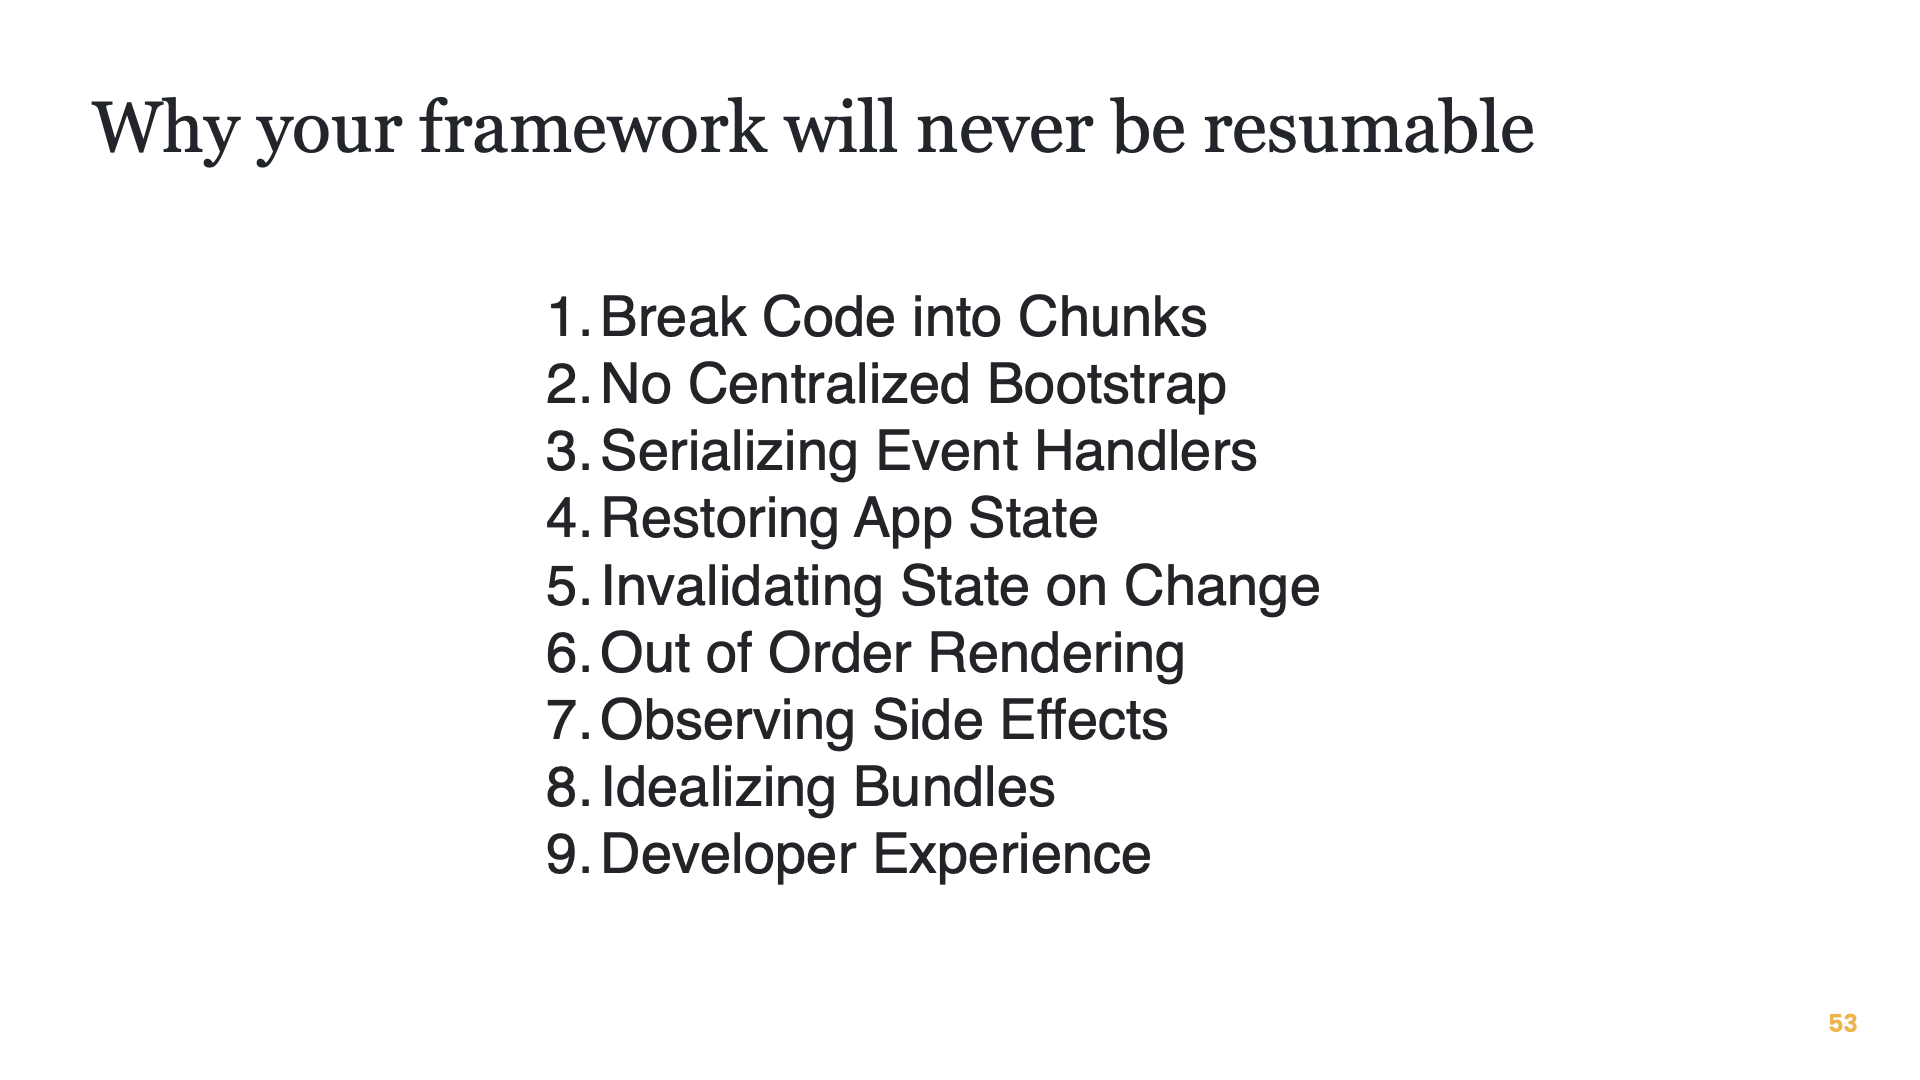 Why your framework will never be resumable
1. Break Code into Chunks
2. No Centralized Bootstrap
3. Serializing Event Handlers
4. Restoring App State
5. Invalidating State on Change
6. Out of Order Rendering
7. Observing Side Effects
8. Idealizing Bundles
9. Developer Experience
53